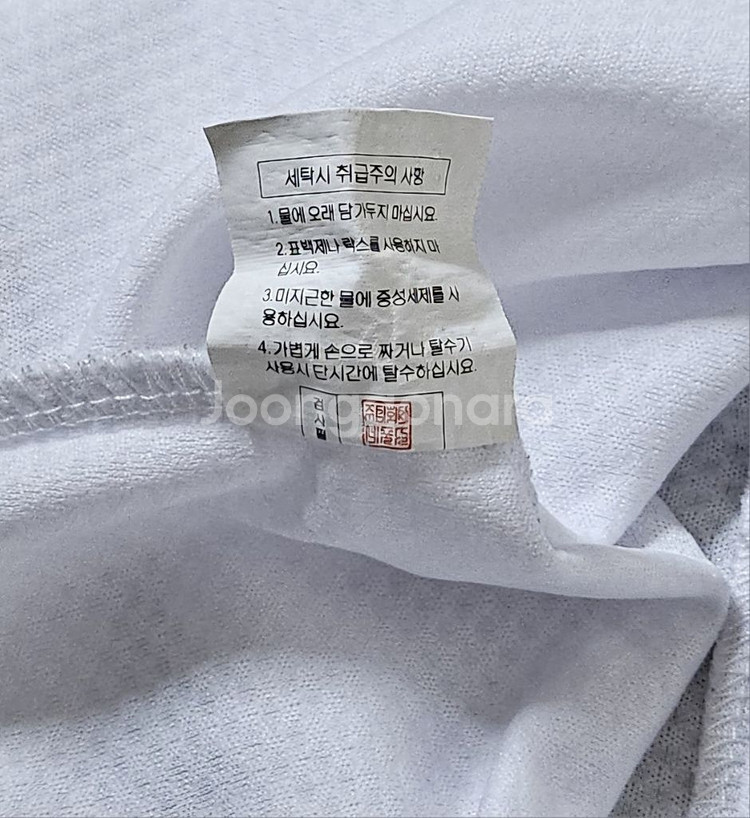 세탁시 취급주의 사항
1.물에 오래 담가두지 마십시요.
2.표백제나 락스를 사용하지 마
십시요.
3.미지근한 물에 중성세제를 사
용하십시요.
4.가볍게 손으로 짜거나 탈수기
사용시 단시간에 탈수하십시요.
Joonggonara
검사필